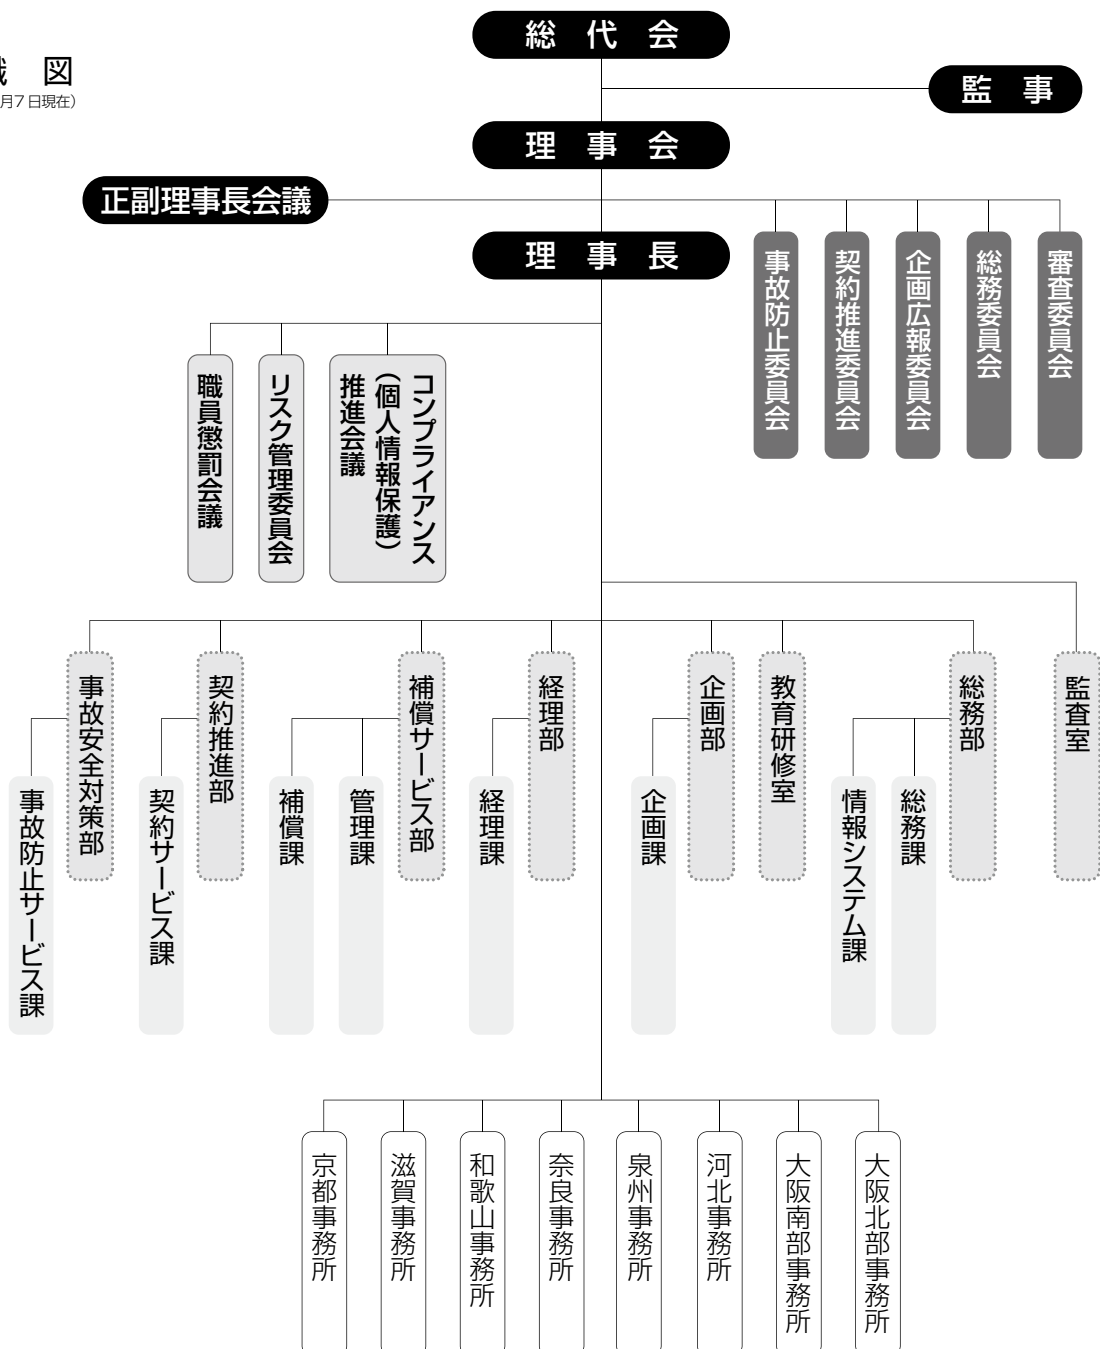 図
月7日現在）
総代会
監事
理事会
正副理事長会議
理事長
審査委員会
総務委員会
企画広報委員会
契約推進委員会
事故防止委員会
コンプライアンス
（個人情報保護）
推進会議
リスク管理委員会
職員懲罰会議
監査室
総務部
教育研修室
企画部
経理部
補償サービス部
契約推進部
事故安全対策部
総務課
情報システム課
企画課
経理課
管理課
補償課
契約サービス課
事故防止サービス課
大阪北部事務所
大阪南部事務所
河北事務所
泉州事務所
奈良事務所
和歌山事務所
滋賀事務所
京都事務所